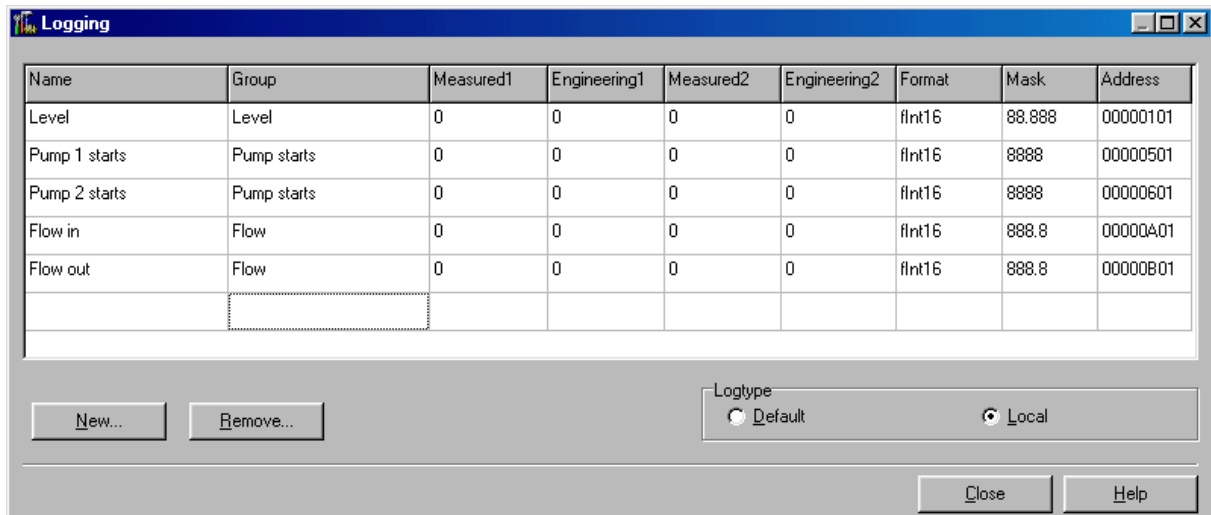 Logging
Name Group Measured1 Engineering1 Measured2 Engineering2 Format Mask Address
Level Level 0 0 0 0 fInt16 88.888 00000101
Pump 1 starts Pump starts 0 0 0 0 fInt16 8888 00000501
Pump 2 starts Pump starts 0 0 0 0 fInt16 8888 00000601
Flow in Flow 0 0 0 0 fInt16 888.8 00000A01
Flow out Flow 0 0 0 0 fInt16 888.8 00000B01
Logtype
New... Remove... Default Local
Close Help